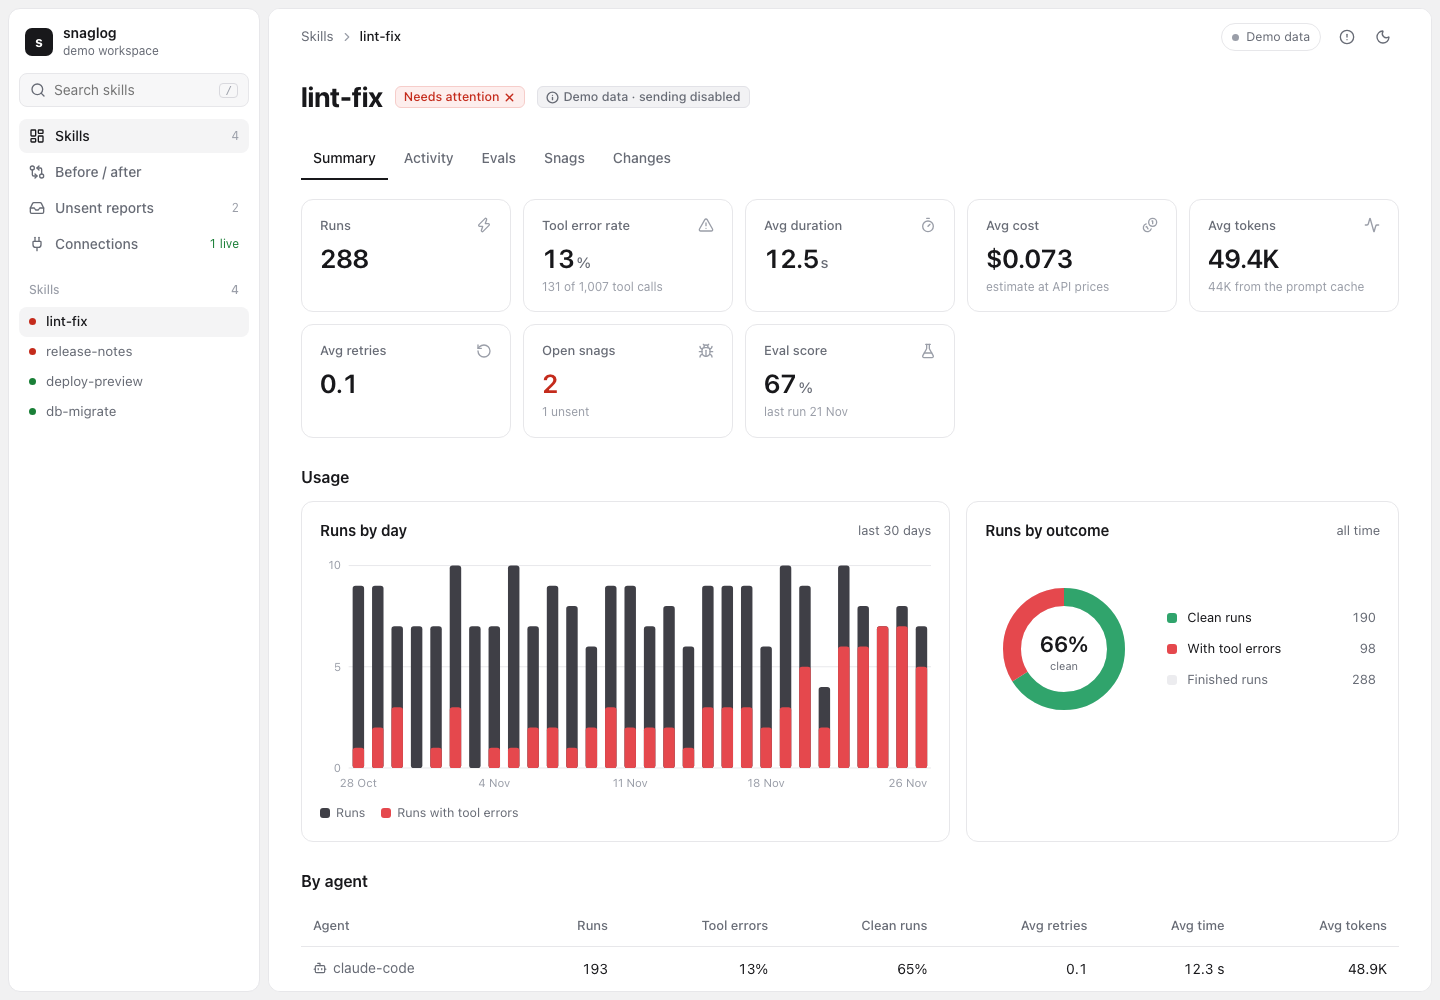 s
snaglog
demo workspace
Search skills /
Skills 4
Before / after
Unsent reports 2
Connections 1 live
Skills 4
lint-fix
release-notes
deploy-preview
db-migrate
Skills > lint-fix
Demo data
lint-fix Needs attention Demo data · sending disabled
Summary Activity Evals Snags Changes
Runs
288
Tool error rate
13%
131 of 1,007 tool calls
Avg duration
12.5s
Avg cost
$0.073
estimate at API prices
Avg tokens
49.4K
44K from the prompt cache
Avg retries
0.1
Open snags
2
1 unsent
Eval score
67%
last run 21 Nov
Usage
Runs by day last 30 days
10
5
0
28 Oct 4 Nov 11 Nov 18 Nov 26 Nov
Runs Runs with tool errors
Runs by outcome all time
66%
clean
Clean runs 190
With tool errors 98
Finished runs 288
By agent
Agent Runs Tool errors Clean runs Avg retries Avg time Avg tokens
claude-code 193 13% 65% 0.1 12.3 s 48.9K